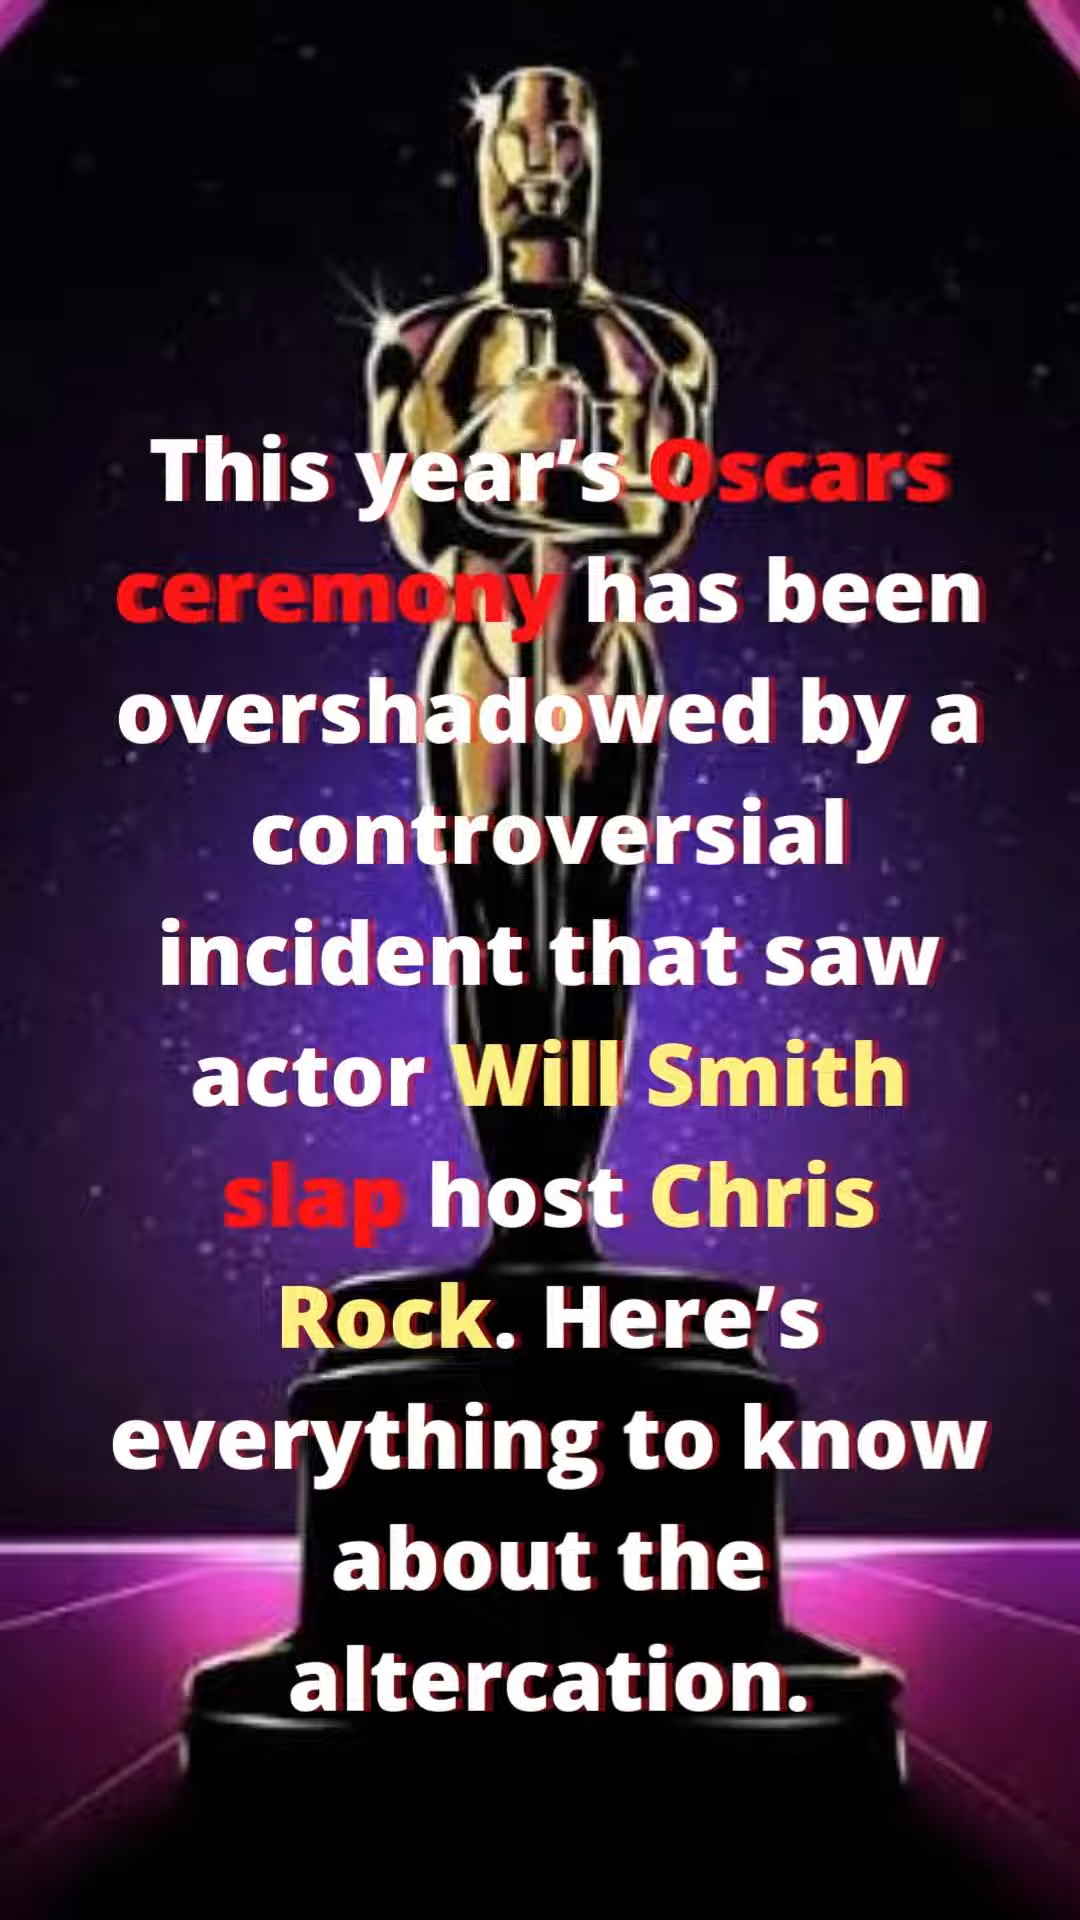 This year’s Oscars
ceremony has been
overshadowed by a
controversial
incident that saw
actor Will Smith
slap host Chris
Rock. Here’s
everything to know
about the
altercation.